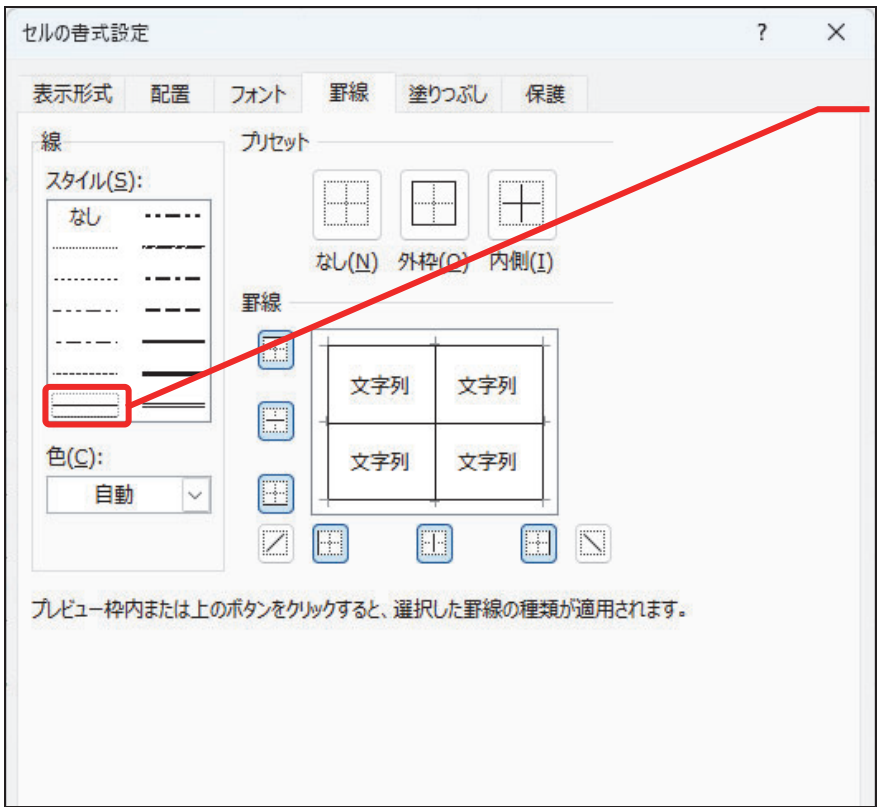 セルの書式設定
?
表示形式 配置 フォント 罫線 塗りつぶし 保護
線
スタイル(S):
なし
色(C):
自動
プリセット
なし(N) 外枠(O) 内側(I)
罫線
文字列 文字列
文字列 文字列
プレビュー枠内または上のボタンをクリックすると、選択した罫線の種類が適用されます。